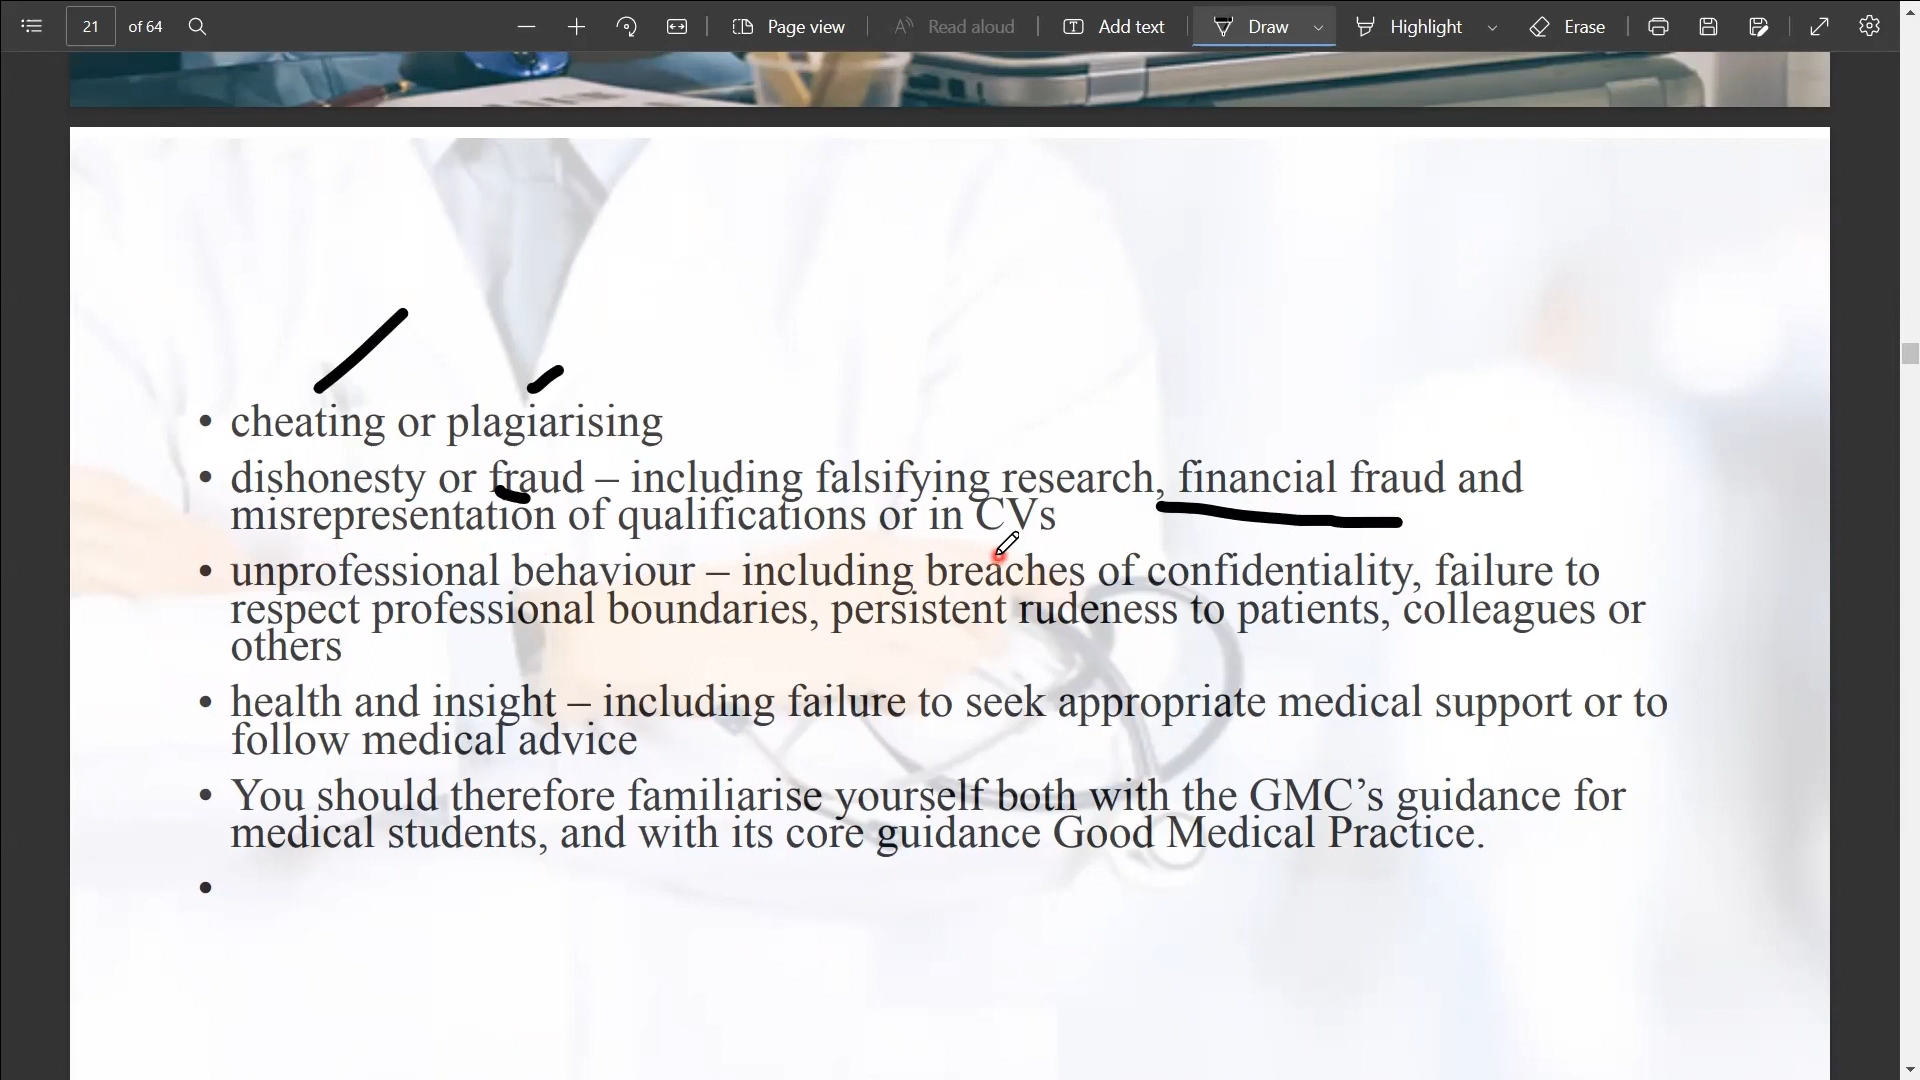 21 of 64 Page view Read aloud Add text Draw Highlight Erase
• cheating or plagiarising
• dishonesty or fraud – including falsifying research, financial fraud and
misrepresentation of qualifications or in CVs
• unprofessional behaviour – including breaches of confidentiality, failure to
respect professional boundaries, persistent rudeness to patients, colleagues or
others
• health and insight – including failure to seek appropriate medical support or to
follow medical advice
• You should therefore familiarise yourself both with the GMC’s guidance for
medical students, and with its core guidance Good Medical Practice.
•